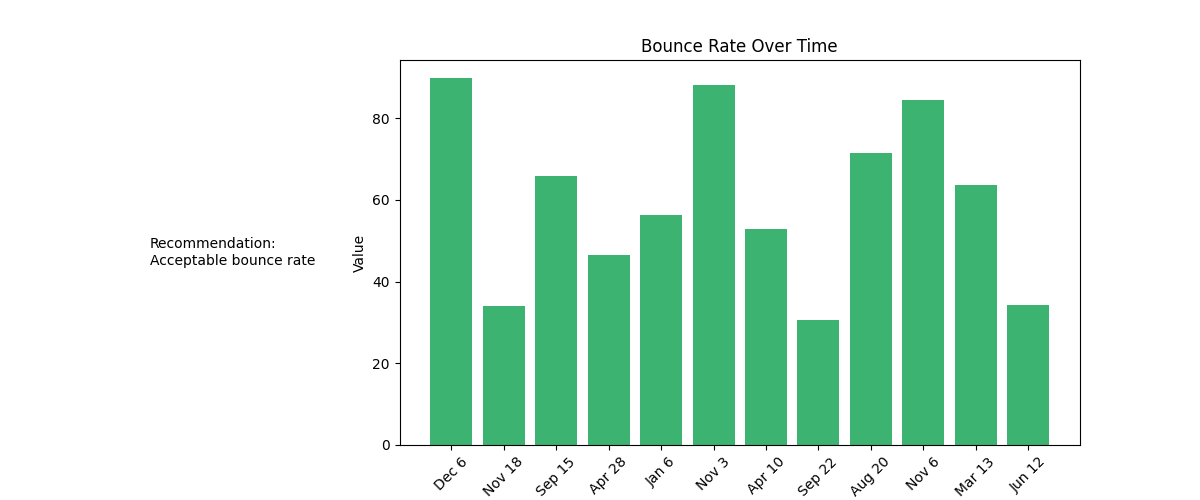 Bounce Rate Over Time
Recommendation:
Acceptable bounce rate
Value
80
60
40
20
0
Dec 6
Nov 18
Sep 15
Apr 28
Jan 6
Nov 3
Apr 10
Sep 22
Aug 20
Nov 6
Mar 13
Jun 12